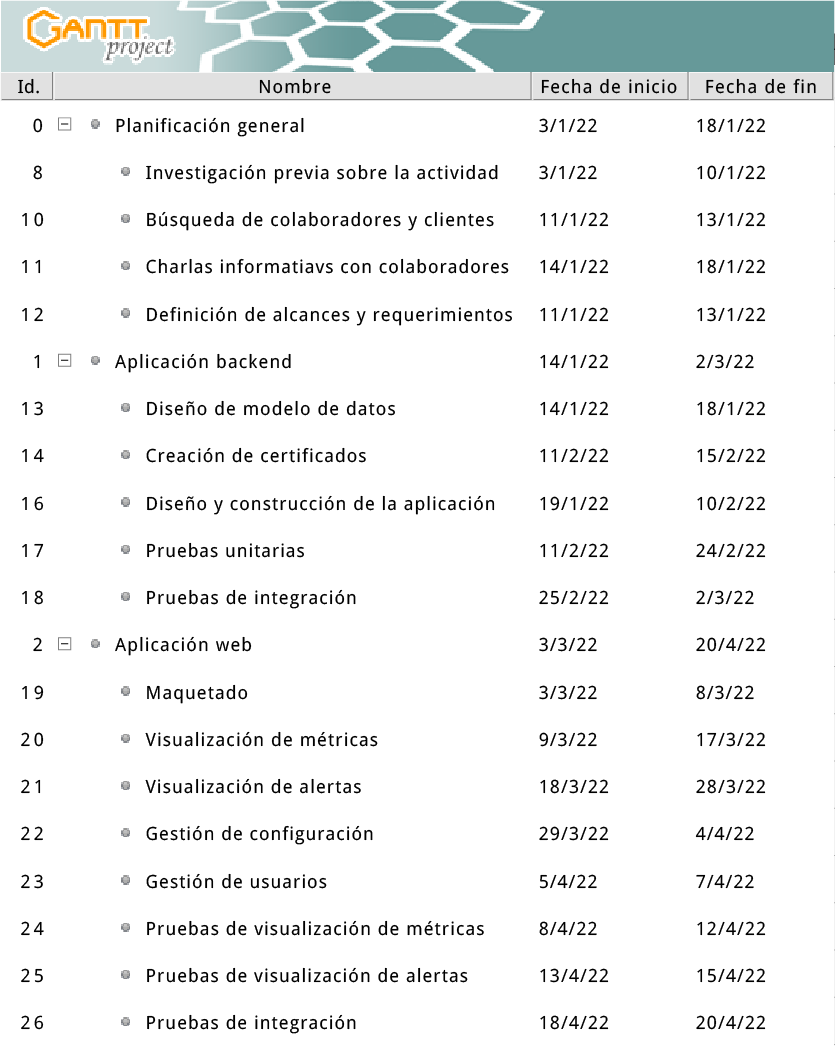 GANTT
project
Id. Nombre Fecha de inicio Fecha de fin
0 Planificación general 3/1/22 18/1/22
8 Investigación previa sobre la actividad 3/1/22 10/1/22
10 Búsqueda de colaboradores y clientes 11/1/22 13/1/22
11 Charlas informatiavs con colaboradores 14/1/22 18/1/22
12 Definición de alcances y requerimientos 11/1/22 13/1/22
1 Aplicación backend 14/1/22 2/3/22
13 Diseño de modelo de datos 14/1/22 18/1/22
14 Creación de certificados 11/2/22 15/2/22
16 Diseño y construcción de la aplicación 19/1/22 10/2/22
17 Pruebas unitarias 11/2/22 24/2/22
18 Pruebas de integración 25/2/22 2/3/22
2 Aplicación web 3/3/22 20/4/22
19 Maquetado 3/3/22 8/3/22
20 Visualización de métricas 9/3/22 17/3/22
21 Visualización de alertas 18/3/22 28/3/22
22 Gestión de configuración 29/3/22 4/4/22
23 Gestión de usuarios 5/4/22 7/4/22
24 Pruebas de visualización de métricas 8/4/22 12/4/22
25 Pruebas de visualización de alertas 13/4/22 15/4/22
26 Pruebas de integración 18/4/22 20/4/22